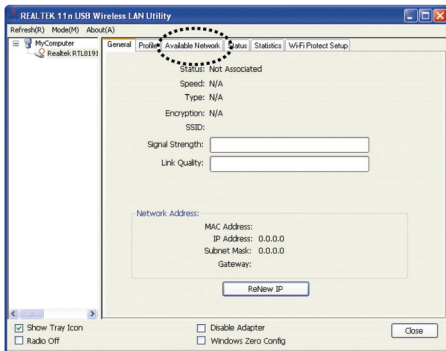 REALTEK 11n USB Wireless LAN Utility
Refresh(R) Mode(M) About(A)
MyComputer
Realtek RTL8191
General Profile Available Network Status Statistics Wi-Fi Protect Setup
Status: Not Associated
Speed: N/A
Type: N/A
Encryption: N/A
SSID:
Signal Strength:
Link Quality:
Network Address:
MAC Address:
IP Address: 0.0.0.0
Subnet Mask: 0.0.0.0
Gateway:
ReNew IP
Show Tray Icon Disable Adapter
Radio Off Windows Zero Config
Close